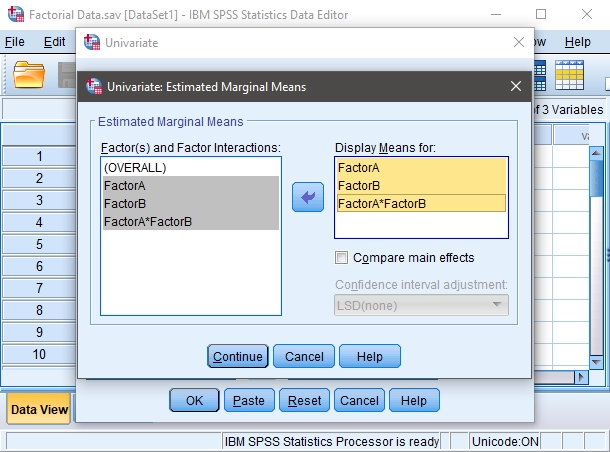 Factorial Data.sav [DataSet1] - IBM SPSS Statistics Data Editor
File Edit Help
Univariate
Univariate: Estimated Marginal Means
of 3 Variables
Estimated Marginal Means
Factor(s) and Factor Interactions:
(OVERALL)
FactorA
FactorB
FactorA*FactorB
Display Means for:
FactorA
FactorB
FactorA*FactorB
Compare main effects
Confidence interval adjustment:
LSD(none)
Continue Cancel Help
1
2
3
4
5
6
7
8
9
10
OK Paste Reset Cancel Help
Data View
IBM SPSS Statistics Processor is ready Unicode:ON